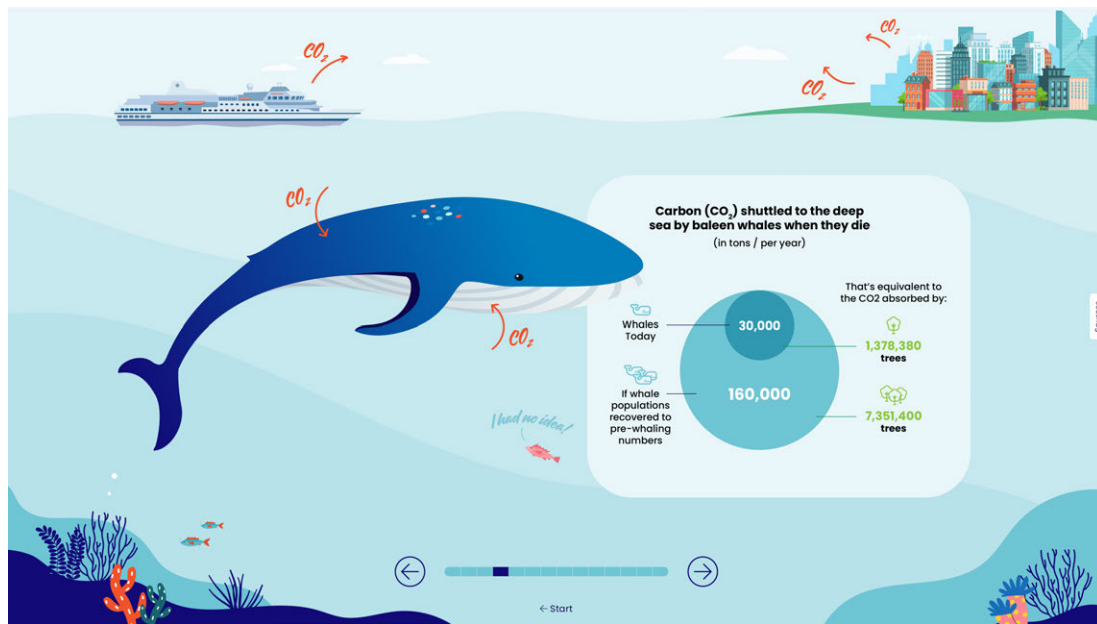 CO₂
CO₂
CO₂
CO₂
Carbon (CO₂) shuttled to the deep
sea by baleen whales when they die
(in tons / per year)
That's equivalent to
the CO2 absorbed by:
Whales
Today
30,000
1,378,380
trees
If whale
populations
recovered to
pre-whaling
numbers
160,000
7,351,400
trees
CO₂
I had no idea!
Sources
← Start